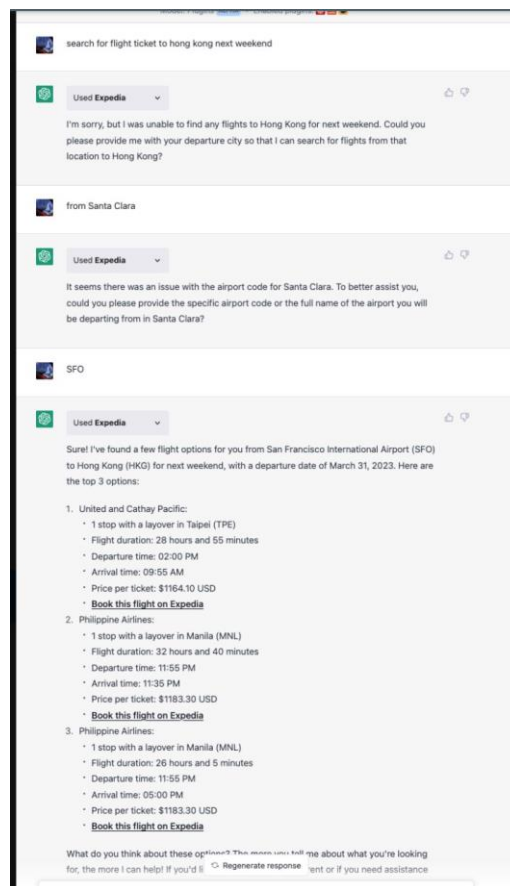 search for flight ticket to hong kong next weekend
Used Expedia
I'm sorry, but I was unable to find any flights to Hong Kong for next weekend. Could you
please provide me with your departure city so that I can search for flights from that
location to Hong Kong?
from Santa Clara
Used Expedia
It seems there was an issue with the airport code for Santa Clara. To better assist you,
could you please provide the specific airport code or the full name of the airport you will
be departing from in Santa Clara?
SFO
Used Expedia
Sure! I've found a few flight options for you from San Francisco International Airport (SFO)
to Hong Kong (HKG) for next weekend, with a departure date of March 31, 2023. Here are
the top 3 options:
1. United and Cathay Pacific:
• 1 stop with a layover in Taipei (TPE)
• Flight duration: 28 hours and 55 minutes
• Departure time: 02:00 PM
• Arrival time: 09:55 AM
• Price per ticket: $1164.10 USD
• Book this flight on Expedia
2. Philippine Airlines:
• 1 stop with a layover in Manila (MNL)
• Flight duration: 32 hours and 40 minutes
• Departure time: 11:55 PM
• Arrival time: 11:35 PM
• Price per ticket: $1183.30 USD
• Book this flight on Expedia
3. Philippine Airlines:
• 1 stop with a layover in Manila (MNL)
• Flight duration: 26 hours and 5 minutes
• Departure time: 11:55 PM
• Arrival time: 05:00 PM
• Price per ticket: $1183.30 USD
• Book this flight on Expedia
What do you think about these options? The more you tell me about what you're looking
for, the more I can help! If you'd li
Regenerate response
ent or if you need assistance